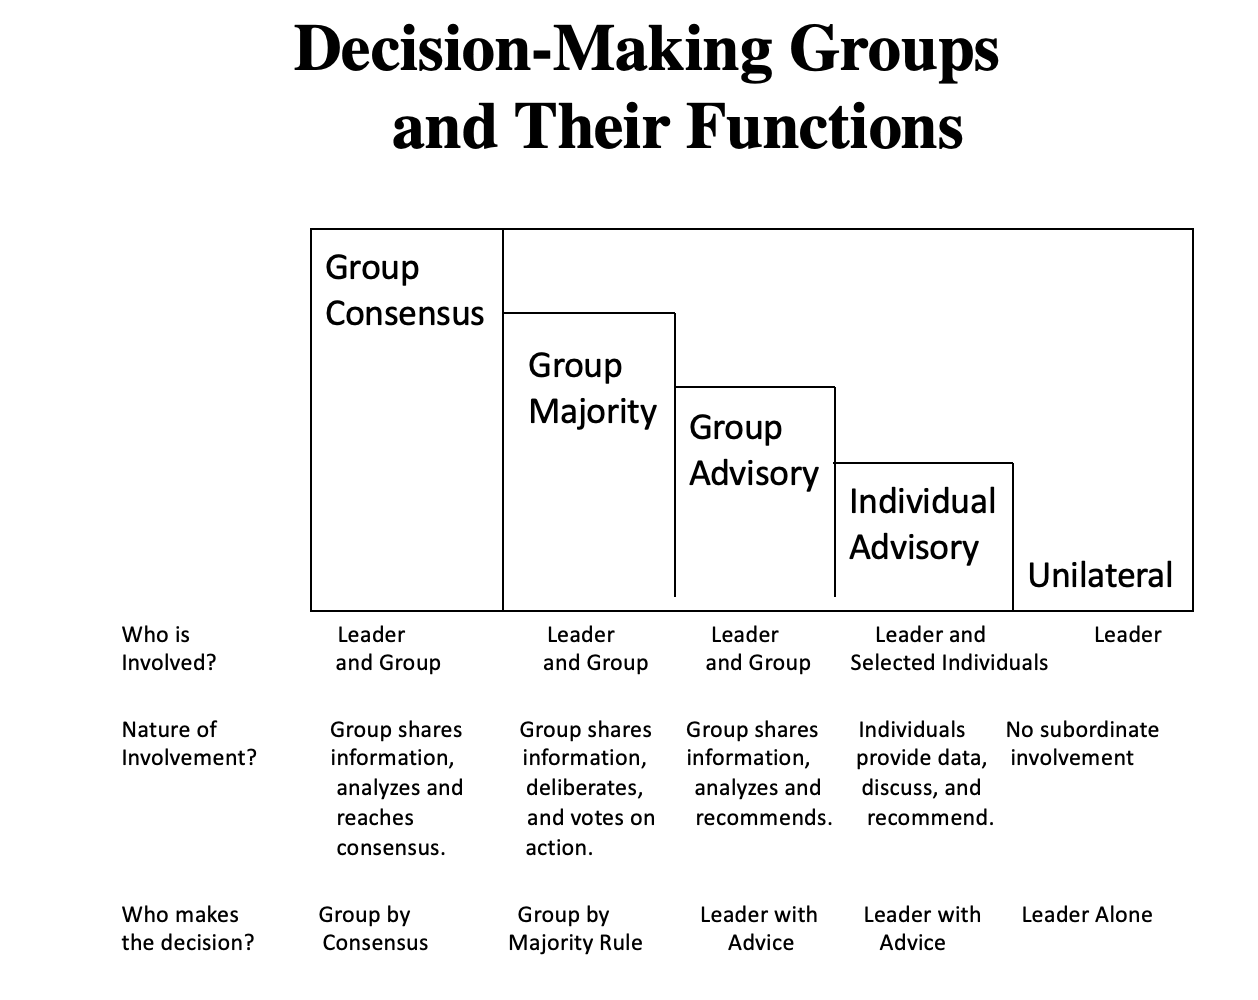 Decision-Making Groups
and Their Functions
Group
Consensus
Group
Majority
Group
Advisory
Individual
Advisory
Unilateral
Who is
Involved?
Leader
and Group
Leader
and Group
Leader
and Group
Leader and
Selected Individuals
Leader
Nature of
Involvement?
Group shares
information,
analyzes and
reaches
consensus.
Group shares
information,
deliberates,
and votes on
action.
Group shares
information,
analyzes and
recommends.
Individuals
provide data,
discuss, and
recommend.
No subordinate
involvement
Who makes
the decision?
Group by
Consensus
Group by
Majority Rule
Leader with
Advice
Leader with
Advice
Leader Alone